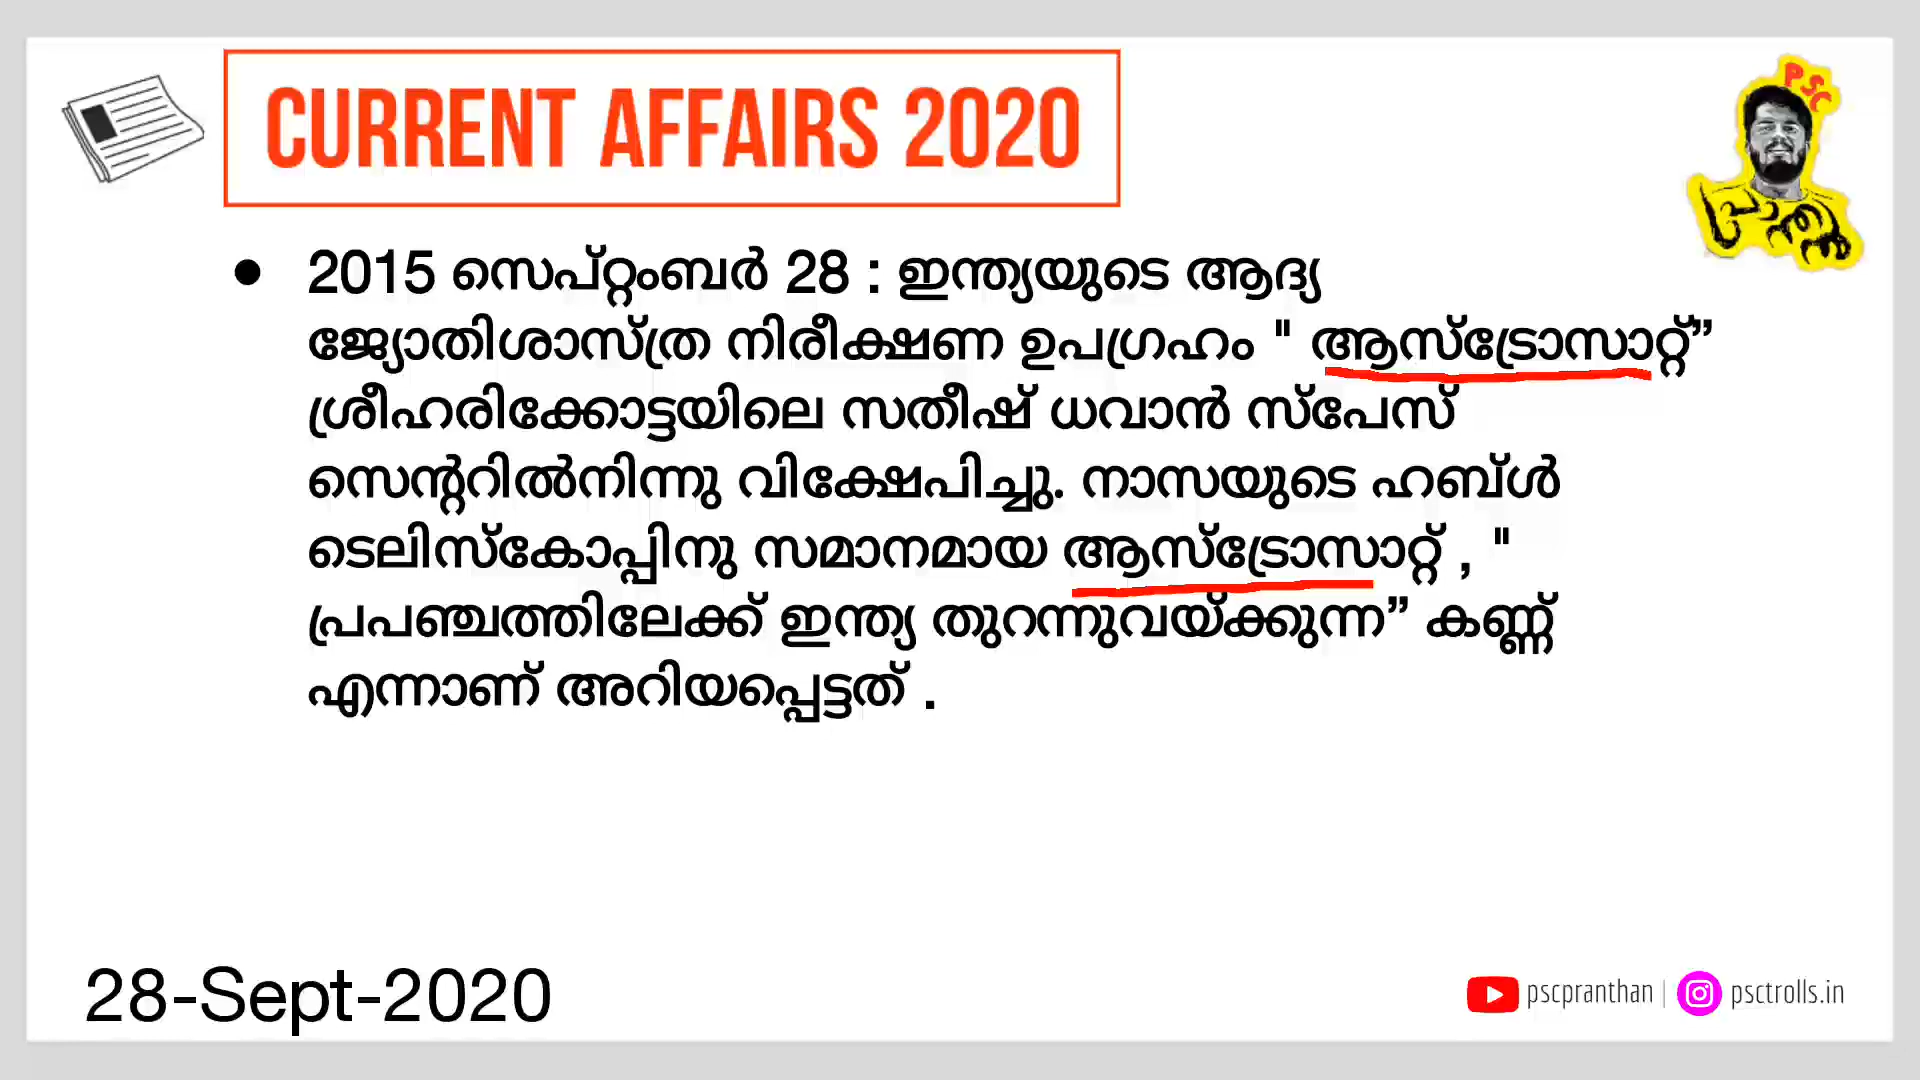 CURRENT AFFAIRS 2020
PSC
പ്രാന്തൻ
● 2015 സെപ്റ്റംബർ 28 : ഇന്ത്യയുടെ ആദ്യ
ജ്യോതിശാസ്ത്ര നിരീക്ഷണ ഉപഗ്രഹം " ആസ്ട്രോസാറ്റ്”
ശ്രീഹരിക്കോട്ടയിലെ സതീഷ് ധവാൻ സ്പേസ്
സെന്ററിൽനിന്നു വിക്ഷേപിച്ചു. നാസയുടെ ഹബ്ൾ
ടെലിസ്കോപ്പിനു സമാനമായ ആസ്ട്രോസാറ്റ് , "
പ്രപഞ്ചത്തിലേക്ക് ഇന്ത്യ തുറന്നുവയ്ക്കുന്ന” കണ്ണ്
എന്നാണ് അറിയപ്പെട്ടത് .
28-Sept-2020
pscpranthan | psctrolls.in